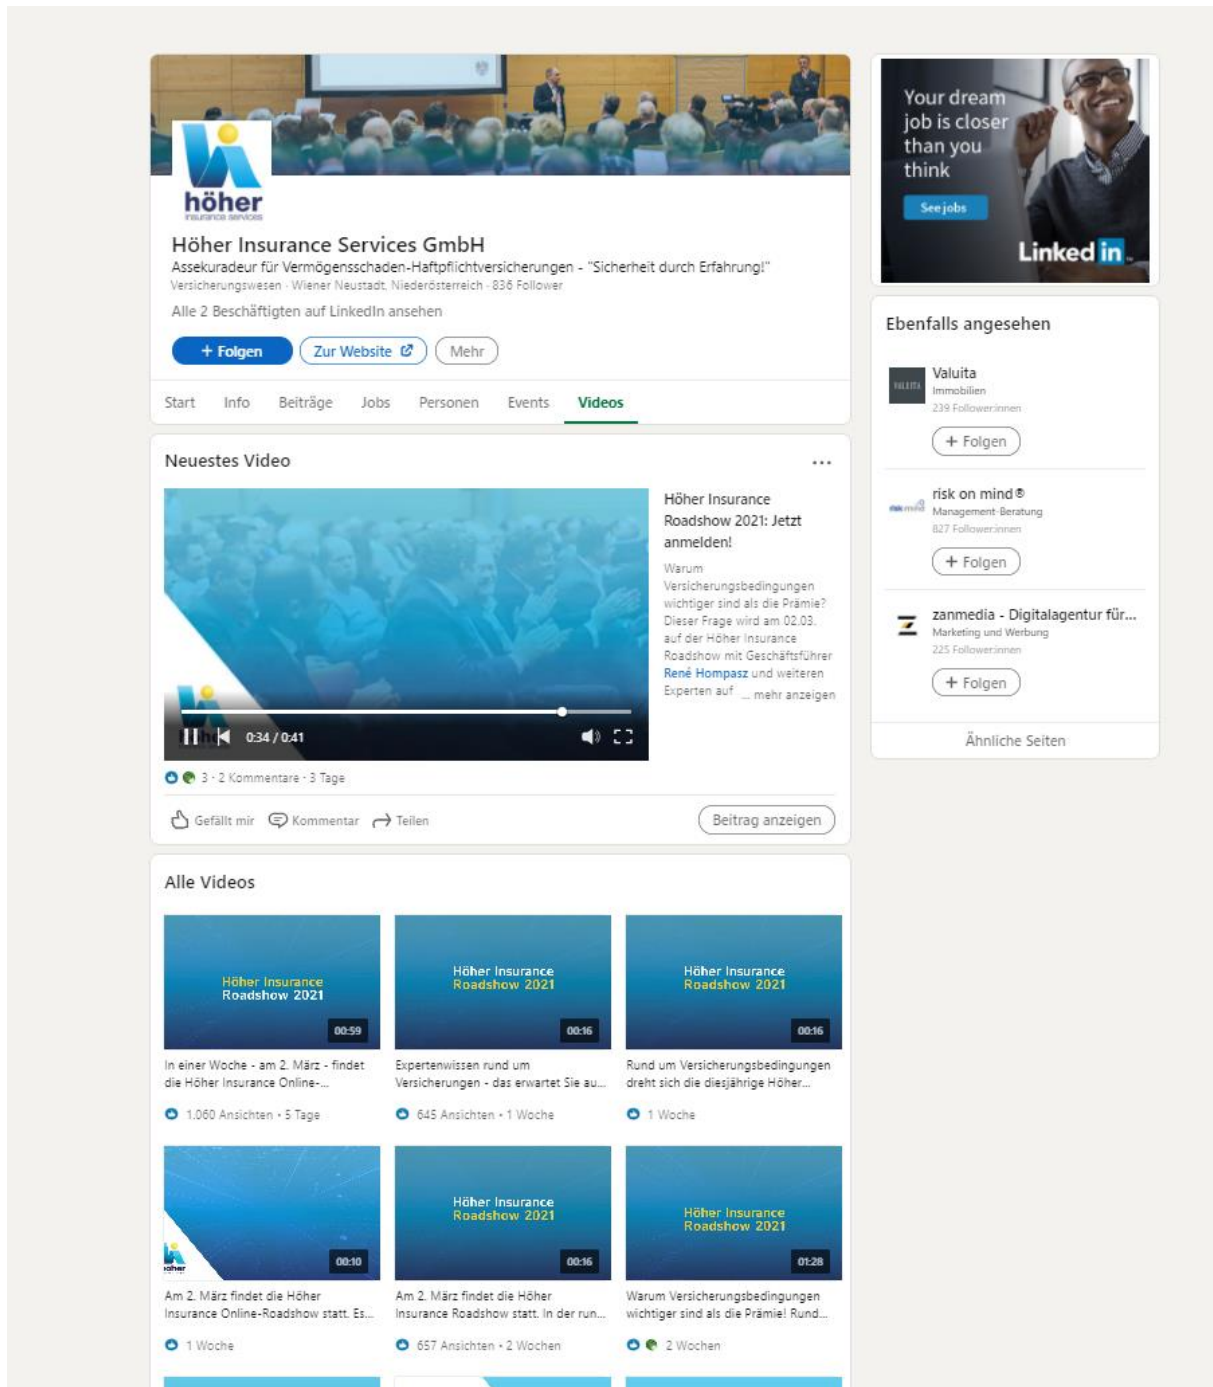 höher
insurance services
Höher Insurance Services GmbH
Assekuradeur für Vermögensschaden-Haftpflichtversicherungen - "Sicherheit durch Erfahrung!"
Versicherungswesen · Wiener Neustadt, Niederösterreich · 836 Follower
Alle 2 Beschäftigten auf LinkedIn ansehen
+ Folgen
Zur Website
Mehr
Start Info Beiträge Jobs Personen Events Videos
Neuestes Video
Höher Insurance
Roadshow 2021: Jetzt
anmelden!
Warum
Versicherungsbedingungen
wichtiger sind als die Prämie?
Dieser Frage wird am 02.03.
auf der Höher Insurance
Roadshow mit Geschäftsführer
René Hompasz und weiteren
Experten auf ... mehr anzeigen
0:34 / 0:41
3 · 2 Kommentare · 3 Tage
Gefällt mir Kommentar Teilen
Beitrag anzeigen
Alle Videos
Höher Insurance
Roadshow 2021
00:59
In einer Woche - am 2. März - findet
die Höher Insurance Online-...
1.060 Ansichten • 5 Tage
Höher Insurance
Roadshow 2021
00:16
Expertenwissen rund um
Versicherungen - das erwartet Sie au...
645 Ansichten • 1 Woche
Höher Insurance
Roadshow 2021
00:16
Rund um Versicherungsbedingungen
dreht sich die diesjährige Höher...
1 Woche
höher
00:10
Am 2. März findet die Höher
Insurance Online-Roadshow statt. Es...
1 Woche
Höher Insurance
Roadshow 2021
00:16
Am 2. März findet die Höher
Insurance Roadshow statt. In der run...
657 Ansichten • 2 Wochen
Höher Insurance
Roadshow 2021
01:28
Warum Versicherungsbedingungen
wichtiger sind als die Prämie! Rund...
2 Wochen
Your dream
job is closer
than you
think
See jobs
Linked in
Ebenfalls angesehen
VALUITA
Valuita
Immobilien
239 Follower:innen
+ Folgen
risk on mind®
Management-Beratung
827 Follower:innen
+ Folgen
zanmedia - Digitalagentur für...
Marketing und Werbung
225 Follower:innen
+ Folgen
Ähnliche Seiten